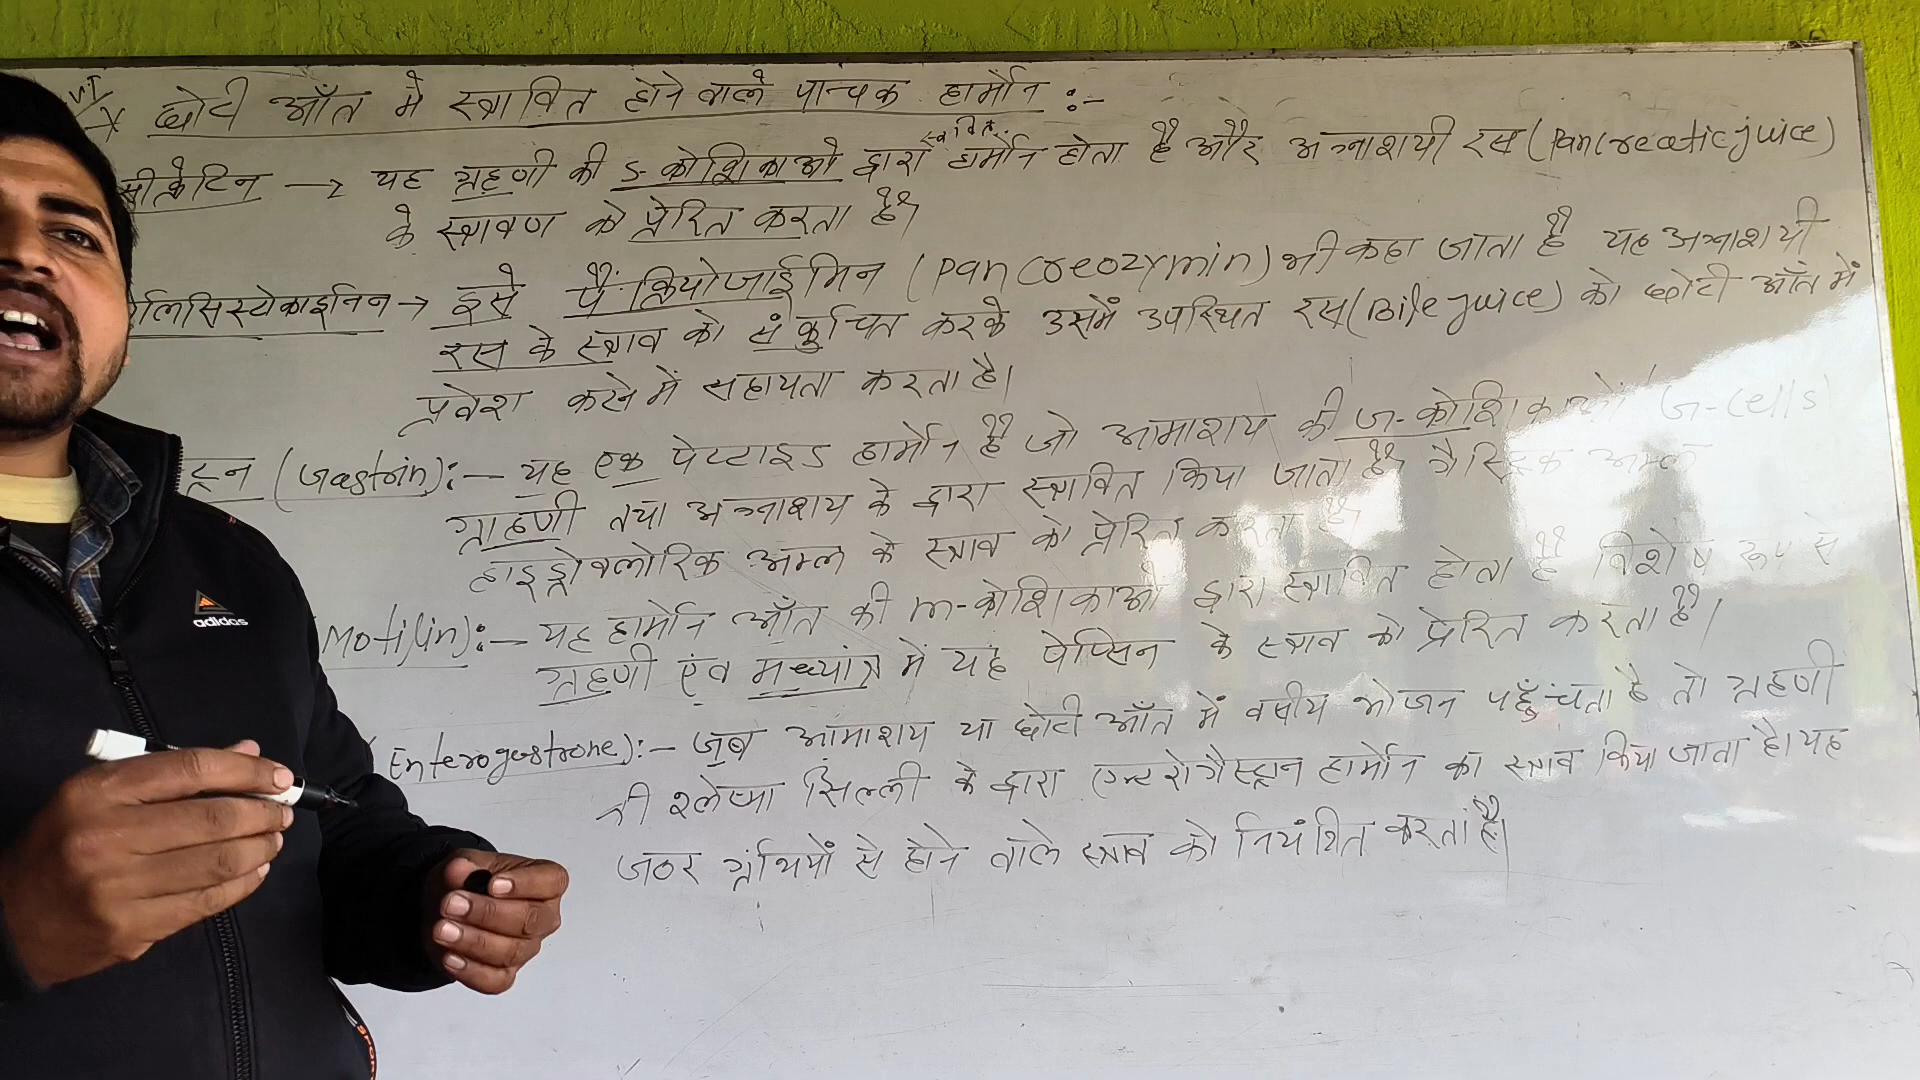 VI
छोटी आँत में स्त्रावित होने वाले पाचक हार्मोन :-
स्त्रावित
सीक्रेटिन → यह ग्रहणी की S-कोशिकाओ द्वारा हार्मोन होता है और अग्नाशयी रस (Pancreatic juice)
के स्त्रावण को प्रेरित करता है।
लिसिस्टोकाइनिन → इसे पैंक्रियोजाईमिन (Pancreozymin) भी कहा जाता है यह अग्नाशयी
रस के स्त्राव को संकुचित करके उसमें उपस्थित रस (Bile juice) को छोटी आँत में
प्रवेश करने में सहायता करता है।
ट्रिन (Gastrin):- यह एक पेप्टाइड हार्मोन है जो आमाशय की G-कोशिकाओं (G-cells)
ग्राहणी तथा अग्नाशय के द्वारा स्त्रावित किया जाता है। गैस्ट्रिक अम्ल
हाइड्रोक्लोरिक अम्ल के स्त्राव को प्रेरित करता है।
Motilin):- यह हार्मोन आँत की m-कोशिकाओ द्वारा स्त्रावित होता है विशेष रूप से
ग्रहणी एंव मध्यांत्र में यह पेप्सिन के स्त्राव को प्रेरित करता है।
(Enterogastrone):- जब आमाशय या छोटी आँत में वसीय भोजन पहुँचता है तो ग्रहणी
की श्लेष्मा झिल्ली के द्वारा एन्टरोगैस्ट्रान हार्मोन का स्त्राव किया जाता है। यह
जठर ग्रंथियों से होने वाले स्त्राव को नियंत्रित करता है।
adidas